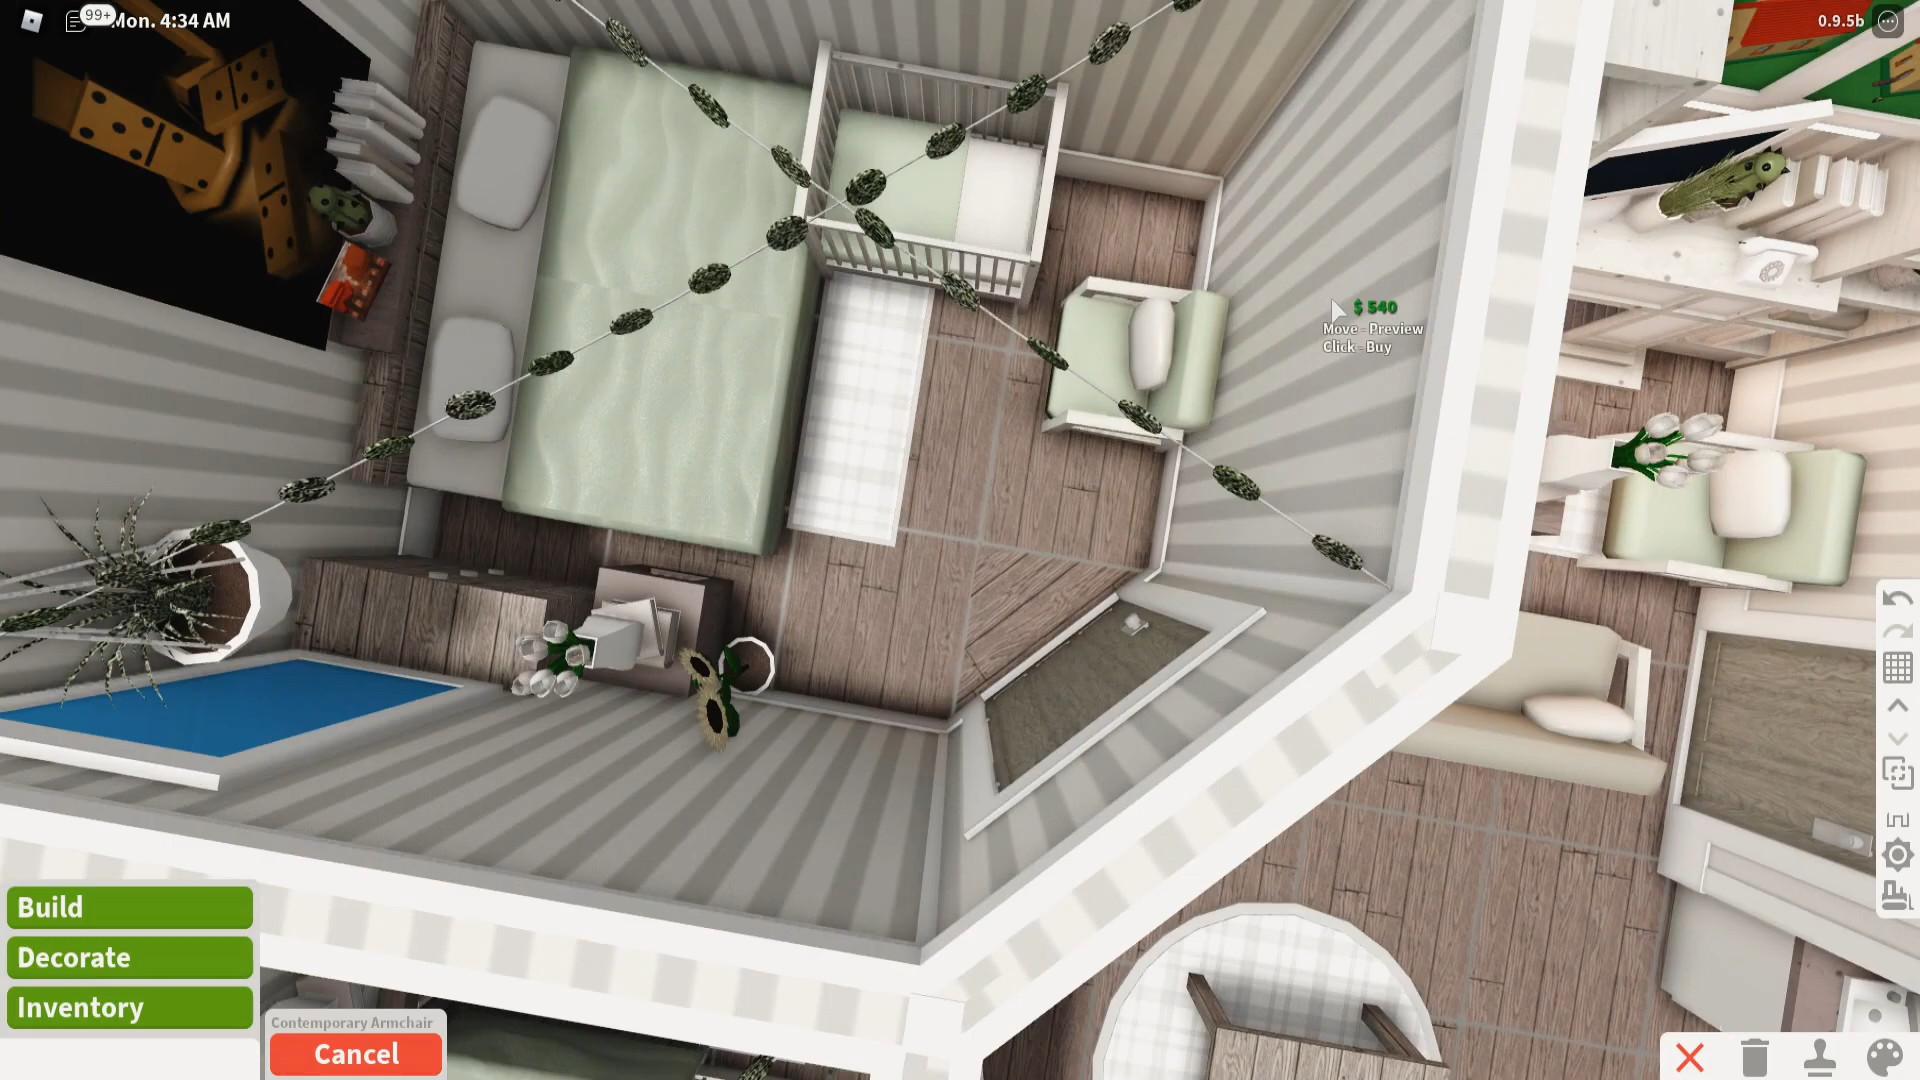 99+
Mon. 4:34 AM
0.9.5b
$ 540
Move - Preview
Click - Buy
Build
Decorate
Inventory
Contemporary Armchair
Cancel